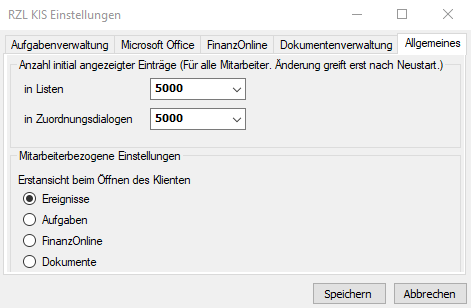 RZL KIS Einstellungen
Aufgabenverwaltung Microsoft Office FinanzOnline Dokumentenverwaltung Allgemeines
Anzahl initial angezeigter Einträge (Für alle Mitarbeiter. Änderung greift erst nach Neustart.)
in Listen 5000
in Zuordnungsdialogen 5000
Mitarbeiterbezogene Einstellungen
Erstansicht beim Öffnen des Klienten
Ereignisse
Aufgaben
FinanzOnline
Dokumente
Speichern Abbrechen